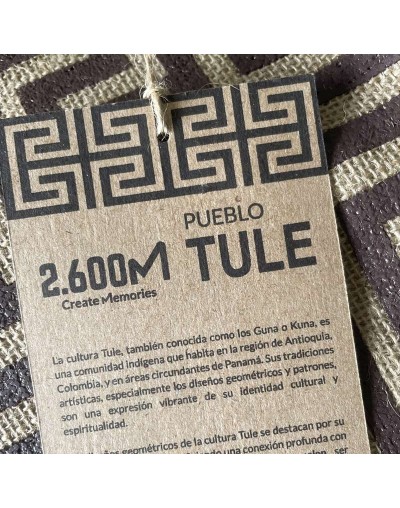 PUEBLO
2.600M TULE
Create Memories
La cultura Tule, también conocida como los Guna o Kuna, es
una comunidad indígena que habita en la región de Antioquia,
Colombia, y en áreas circundantes de Panamá. Sus tradiciones
artísticas, especialmente los diseños geométricos y patrones,
son una expresión vibrante de su identidad cultural y
espiritualidad.
geométricos de la cultura Tule se destacan por su
una conexión profunda con
ser